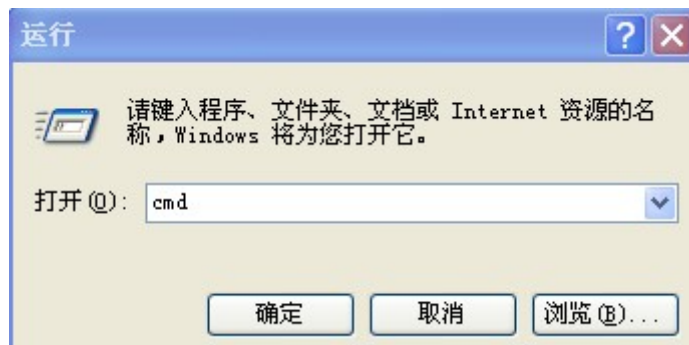 运行
请键入程序、文件夹、文档或 Internet 资源的名
称，Windows 将为您打开它。
打开(O): cmd
确定 取消 浏览(B)...